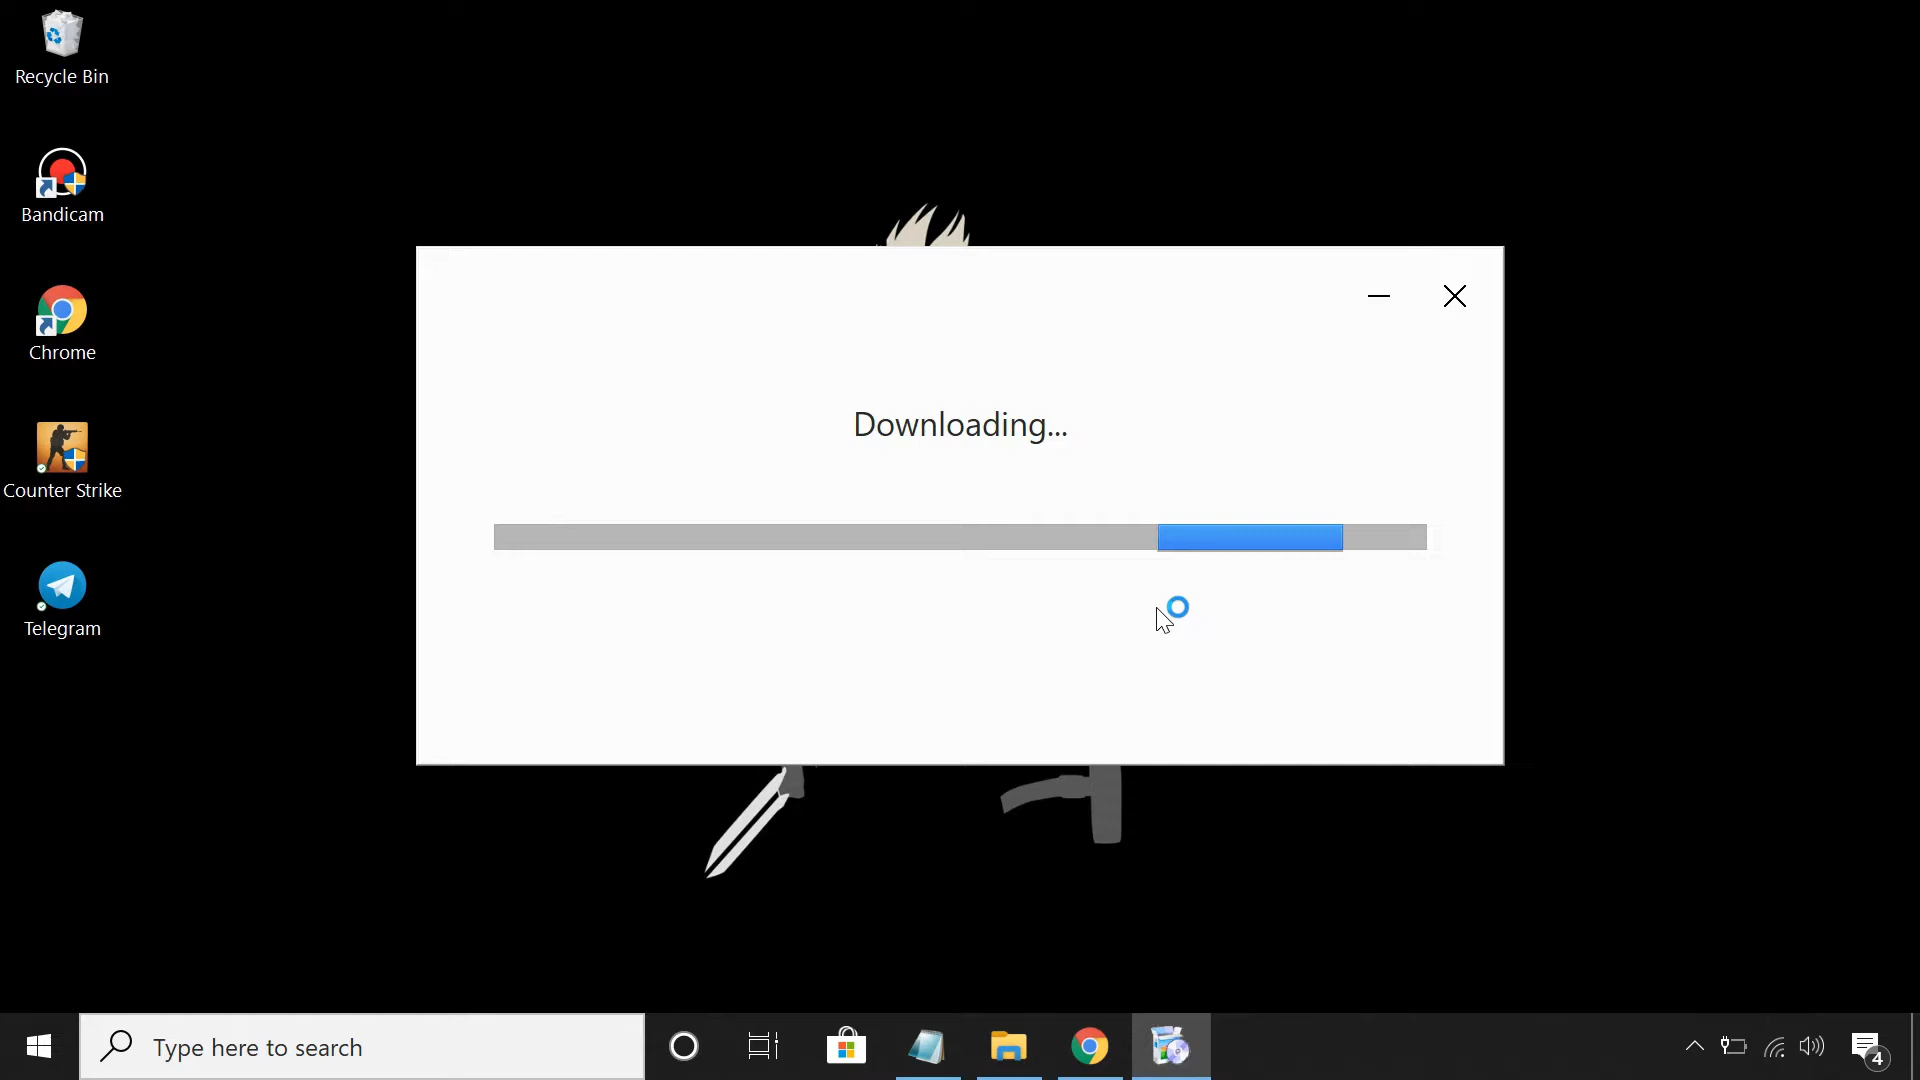 Recycle Bin
Bandicam
Chrome
Counter Strike
Telegram
Downloading...
Type here to search
4